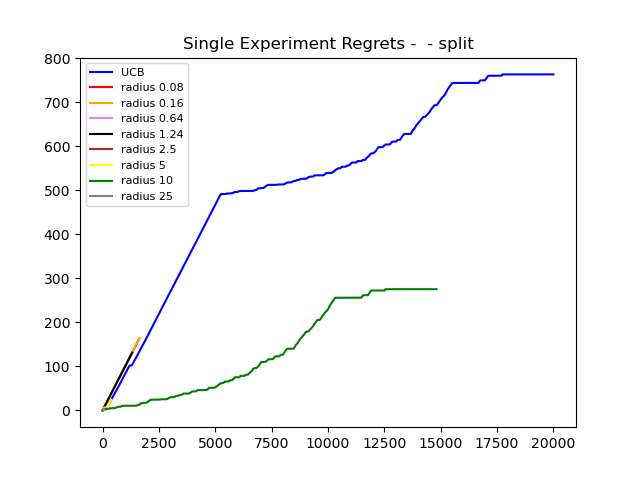 Single Experiment Regrets -  - split
800
700
600
500
400
300
200
100
0
UCB
radius 0.08
radius 0.16
radius 0.64
radius 1.24
radius 2.5
radius 5
radius 10
radius 25
0 2500 5000 7500 10000 12500 15000 17500 20000